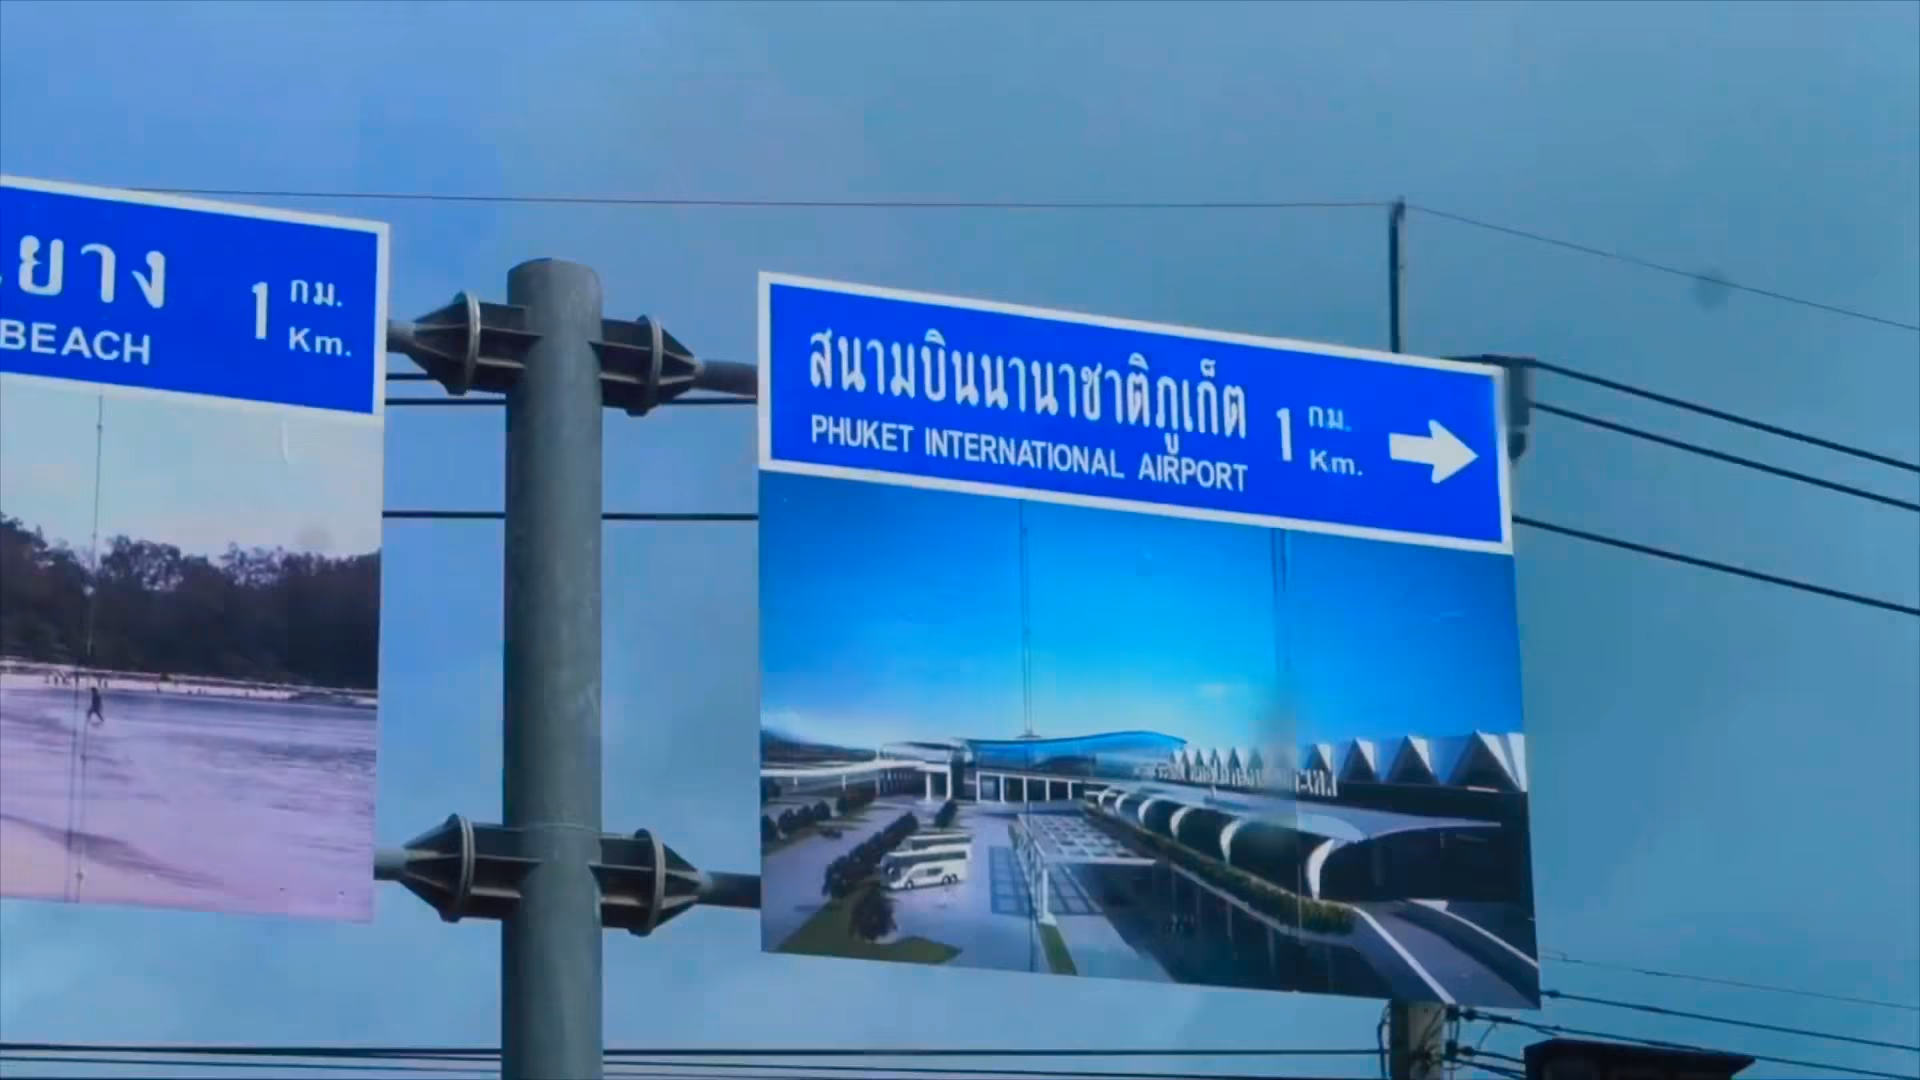 ยาง
BEACH
1 กม.
Km.
สนามบินนานาชาติภูเก็ต
PHUKET INTERNATIONAL AIRPORT
1 กม.
Km.